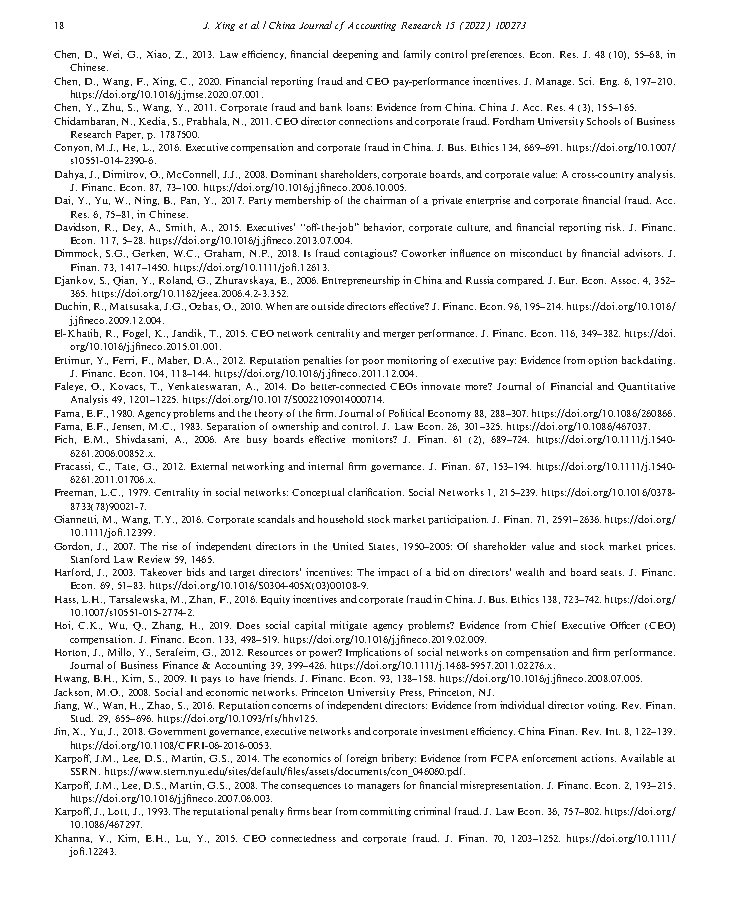 18 J. Xing et al. / China Journal of Accounting Research 15 (2022) 100273
Chen, D., Wei, G., Xiao, Z., 2013. Law efficiency, financial deepening and family control preferences. Econ. Res. J. 48 (10), 55–68, in
Chinese.
Chen, D., Wang, F., Xing, C., 2020. Financial reporting fraud and CEO pay-performance incentives. J. Manage. Sci. Eng. 6, 197–210.
https://doi.org/10.1016/j.jmse.2020.07.001.
Chen, Y., Zhu, S., Wang, Y., 2011. Corporate fraud and bank loans: Evidence from China. China J. Acc. Res. 4 (3), 155–165.
Chidambaran, N., Kedia, S., Prabhala, N., 2011. CEO director connections and corporate fraud. Fordham University Schools of Business
Research Paper, p. 1787500.
Conyon, M.J., He, L., 2016. Executive compensation and corporate fraud in China. J. Bus. Ethics 134, 669–691. https://doi.org/10.1007/
s10551-014-2390-6.
Dahya, J., Dimitrov, O., McConnell, J.J., 2008. Dominant shareholders, corporate boards, and corporate value: A cross-country analysis.
J. Financ. Econ. 87, 73–100. https://doi.org/10.1016/j.jfineco.2006.10.005.
Dai, Y., Yu, W., Ning, B., Pan, Y., 2017. Party membership of the chairman of a private enterprise and corporate financial fraud. Acc.
Res. 6, 75–81, in Chinese.
Davidson, R., Dey, A., Smith, A., 2015. Executives’ “off-the-job” behavior, corporate culture, and financial reporting risk. J. Financ.
Econ. 117, 5–28. https://doi.org/10.1016/j.jfineco.2013.07.004.
Dimmock, S.G., Gerken, W.C., Graham, N.P., 2018. Is fraud contagious? Coworker influence on misconduct by financial advisors. J.
Finan. 73, 1417–1450. https://doi.org/10.1111/jofi.12613.
Djankov, S., Qian, Y., Roland, G., Zhuravskaya, E., 2006. Entrepreneurship in China and Russia compared. J. Eur. Econ. Assoc. 4, 352–
365. https://doi.org/10.1162/jeea.2006.4.2-3.352.
Duchin, R., Matsusaka, J.G., Ozbas, O., 2010. When are outside directors effective? J. Financ. Econ. 96, 195–214. https://doi.org/10.1016/
j.jfineco.2009.12.004.
El-Khatib, R., Fogel, K., Jandik, T., 2015. CEO network centrality and merger performance. J. Financ. Econ. 116, 349–382. https://doi.
org/10.1016/j.jfineco.2015.01.001.
Ertimur, Y., Ferri, F., Maber, D.A., 2012. Reputation penalties for poor monitoring of executive pay: Evidence from option backdating.
J. Financ. Econ. 104, 118–144. https://doi.org/10.1016/j.jfineco.2011.12.004.
Faleye, O., Kovacs, T., Venkateswaran, A., 2014. Do better-connected CEOs innovate more? Journal of Financial and Quantitative
Analysis 49, 1201–1225. https://doi.org/10.1017/S0022109014000714.
Fama, E.F., 1980. Agency problems and the theory of the firm. Journal of Political Economy 88, 288–307. https://doi.org/10.1086/260866.
Fama, E.F., Jensen, M.C., 1983. Separation of ownership and control. J. Law Econ. 26, 301–325. https://doi.org/10.1086/467037.
Fich, E.M., Shivdasani, A., 2006. Are busy boards effective monitors? J. Finan. 61 (2), 689–724. https://doi.org/10.1111/j.1540-
6261.2006.00852.x.
Fracassi, C., Tate, G., 2012. External networking and internal firm governance. J. Finan. 67, 153–194. https://doi.org/10.1111/j.1540-
6261.2011.01706.x.
Freeman, L.C., 1979. Centrality in social networks: Conceptual clarification. Social Networks 1, 215–239. https://doi.org/10.1016/0378-
8733(78)90021-7.
Giannetti, M., Wang, T.Y., 2016. Corporate scandals and household stock market participation. J. Finan. 71, 2591–2636. https://doi.org/
10.1111/jofi.12399.
Gordon, J., 2007. The rise of independent directors in the United States, 1950–2005: Of shareholder value and stock market prices.
Stanford Law Review 59, 1465.
Harford, J., 2003. Takeover bids and target directors’ incentives: The impact of a bid on directors’ wealth and board seats. J. Financ.
Econ. 69, 51–83. https://doi.org/10.1016/S0304-405X(03)00108-9.
Hass, L.H., Tarsalewska, M., Zhan, F., 2016. Equity incentives and corporate fraud in China. J. Bus. Ethics 138, 723–742. https://doi.org/
10.1007/s10551-015-2774-2.
Hoi, C.K., Wu, Q., Zhang, H., 2019. Does social capital mitigate agency problems? Evidence from Chief Executive Officer (CEO)
compensation. J. Financ. Econ. 133, 498–519. https://doi.org/10.1016/j.jfineco.2019.02.009.
Horton, J., Millo, Y., Serafeim, G., 2012. Resources or power? Implications of social networks on compensation and firm performance.
Journal of Business Finance & Accounting 39, 399–426. https://doi.org/10.1111/j.1468-5957.2011.02276.x.
Hwang, B.H., Kim, S., 2009. It pays to have friends. J. Financ. Econ. 93, 138–158. https://doi.org/10.1016/j.jfineco.2008.07.005.
Jackson, M.O., 2008. Social and economic networks. Princeton University Press, Princeton, NJ.
Jiang, W., Wan, H., Zhao, S., 2016. Reputation concerns of independent directors: Evidence from individual director voting. Rev. Finan.
Stud. 29, 655–696. https://doi.org/10.1093/rfs/hhv125.
Jin, X., Yu, J., 2018. Government governance, executive networks and corporate investment efficiency. China Finan. Rev. Int. 8, 122–139.
https://doi.org/10.1108/CFRI-06-2016-0053.
Karpoff, J.M., Lee, D.S., Martin, G.S., 2014. The economics of foreign bribery: Evidence from FCPA enforcement actions. Available at
SSRN. https://www.stern.nyu.edu/sites/default/files/assets/documents/con_046060.pdf.
Karpoff, J.M., Lee, D.S., Martin, G.S., 2008. The consequences to managers for financial misrepresentation. J. Financ. Econ. 2, 193–215.
https://doi.org/10.1016/j.jfineco.2007.06.003.
Karpoff, J., Lott, J., 1993. The reputational penalty firms bear from committing criminal fraud. J. Law Econ. 36, 757–802. https://doi.org/
10.1086/467297.
Khanna, V., Kim, E.H., Lu, Y., 2015. CEO connectedness and corporate fraud. J. Finan. 70, 1203–1252. https://doi.org/10.1111/
jofi.12243.